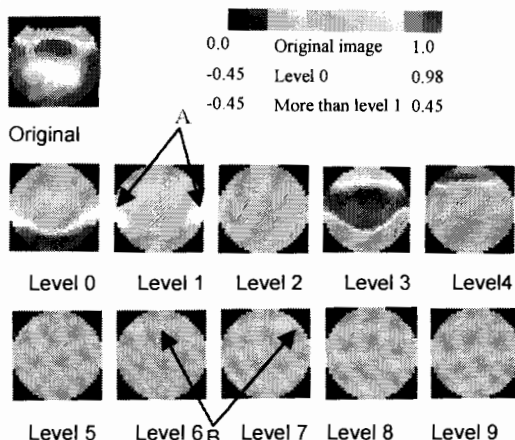 0.0 Original image 1.0
-0.45 Level 0 0.98
-0.45 More than level 1 0.45
Original
A
Level 0 Level 1 Level 2 Level 3 Level4
Level 5 Level 6 B Level 7 Level 8 Level 9